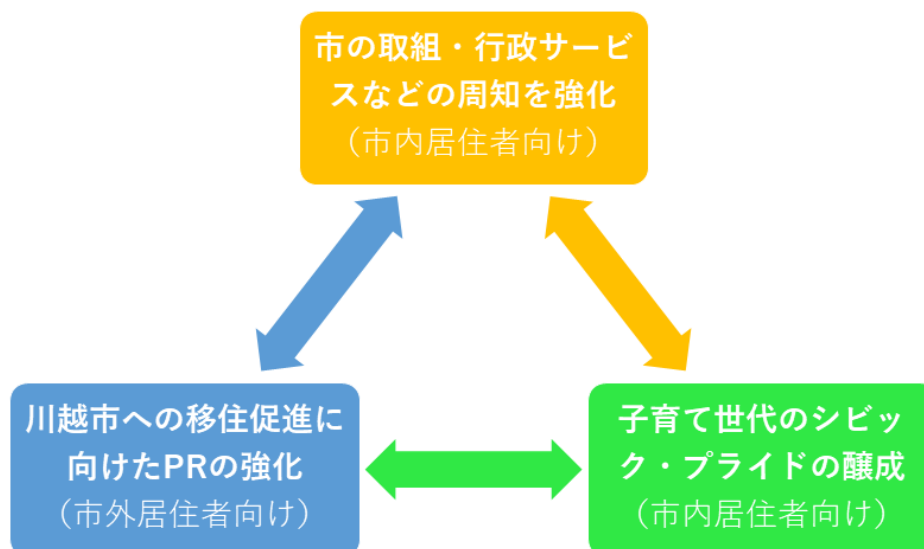 市の取組・行政サービ
スなどの周知を強化
（市内居住者向け）
川越市への移住促進に
向けたPRの強化
（市外居住者向け）
子育て世代のシビッ
ク・プライドの醸成
（市内居住者向け）